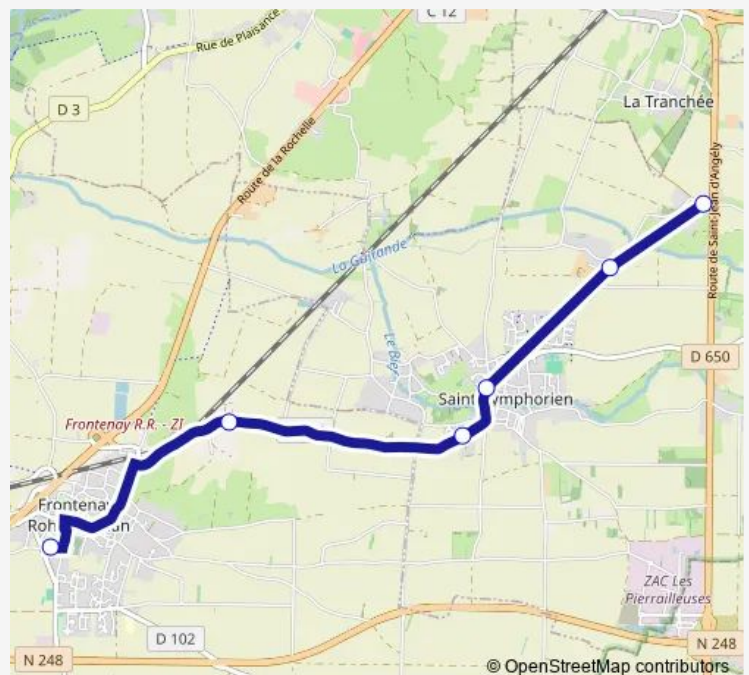 C 12
Rue de Plaisance
D 3
La Tranchée
Route de la Rochelle
Route de Saint-Jean d'Angély
La Guirande
Le Bief
D 650
Frontenay R.R. - ZI
ZAC Les
Pierrailleuses
D 102
N 248
N 248
© OpenStreetMap contributors